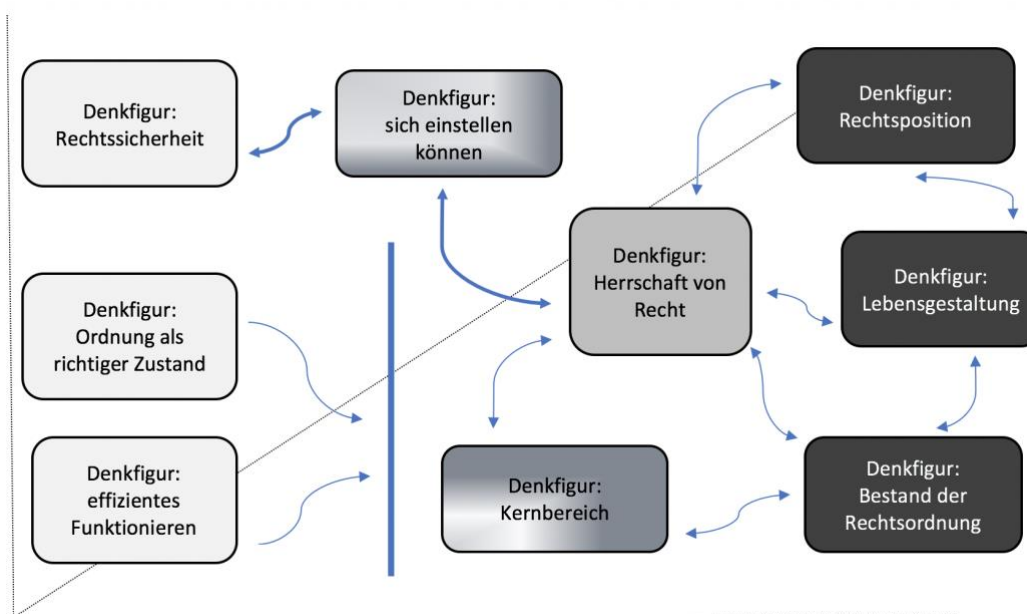 Denkfigur:
Rechtssicherheit
Denkfigur:
sich einstellen
können
Denkfigur:
Rechtsposition
Denkfigur:
Herrschaft von
Recht
Denkfigur:
Lebensgestaltung
Denkfigur:
Ordnung als
richtiger Zustand
Denkfigur:
effizientes
Funktionieren
Denkfigur:
Kernbereich
Denkfigur:
Bestand der
Rechtsordnung